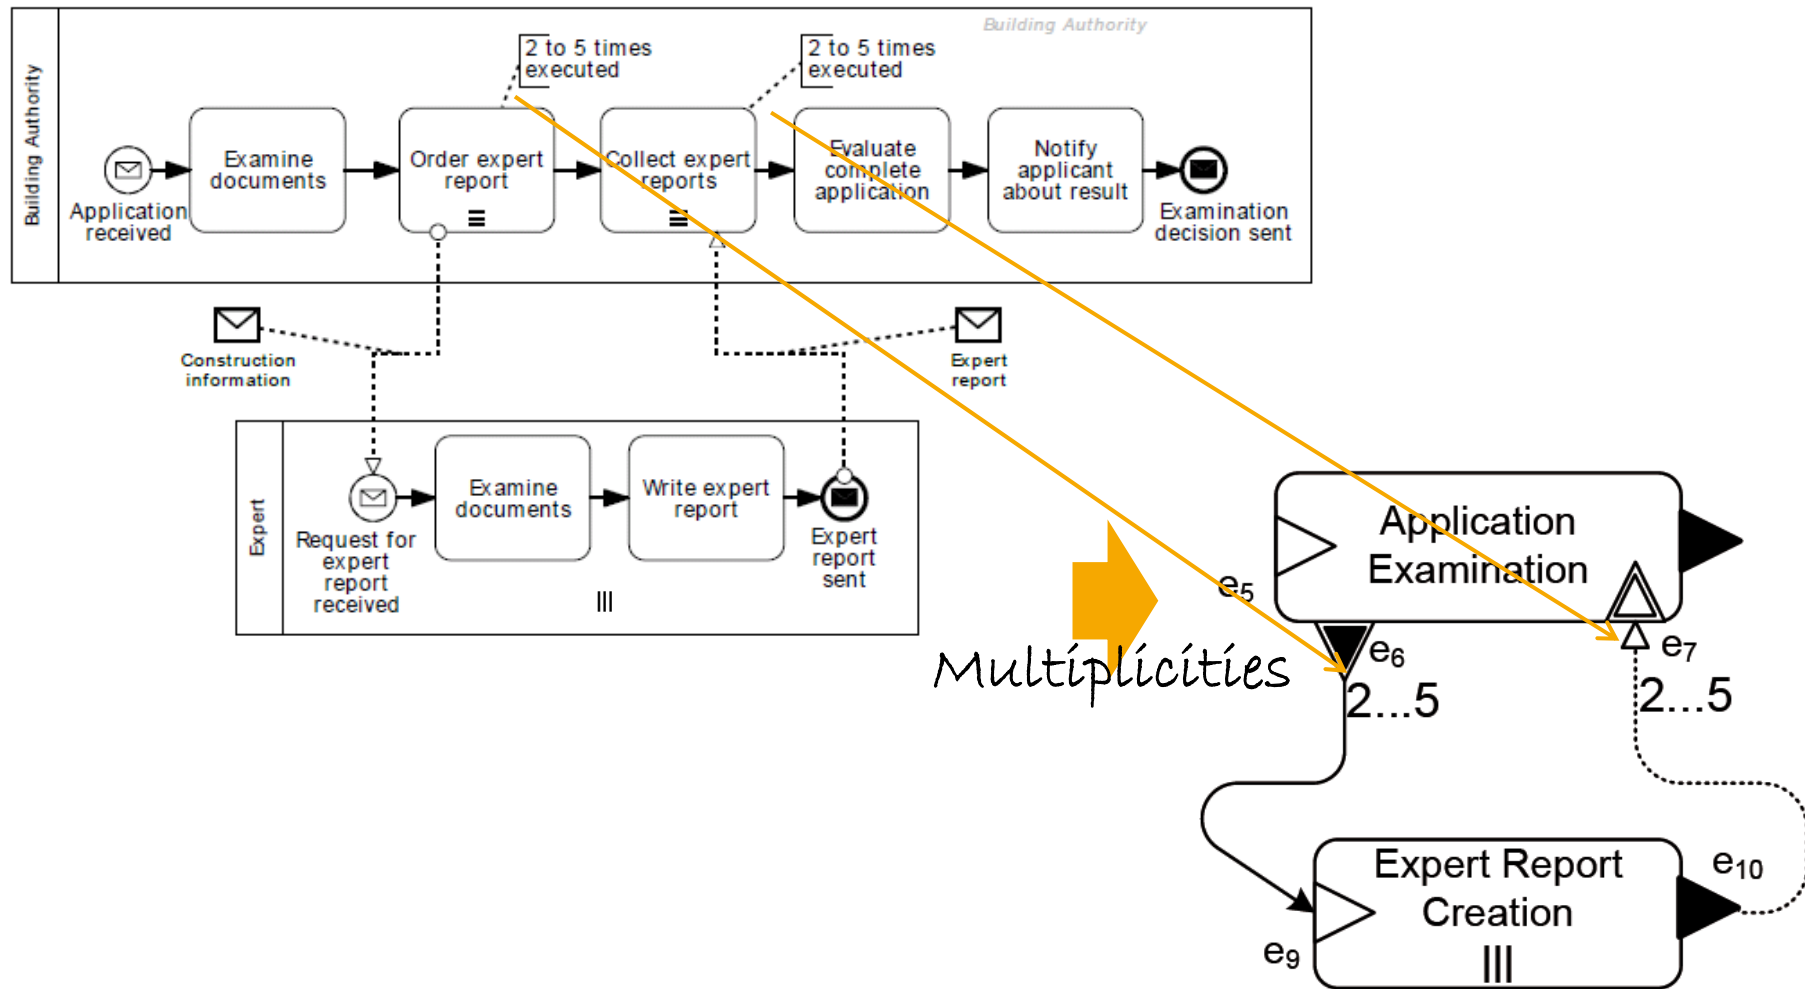 Building Authority
Building Authority
2 to 5 times
executed
2 to 5 times
executed
Application
received
Examine
documents
Order expert
report
Collect expert
reports
Evaluate
complete
application
Notify
applicant
about result
Examination
decision sent
Construction
information
Expert
report
Expert
Request for
expert
report
received
Examine
documents
Write expert
report
Expert
report
sent
Multiplicities
Application
Examination
e5
e6
2...5
e7
2...5
Expert Report
Creation
e9
e10